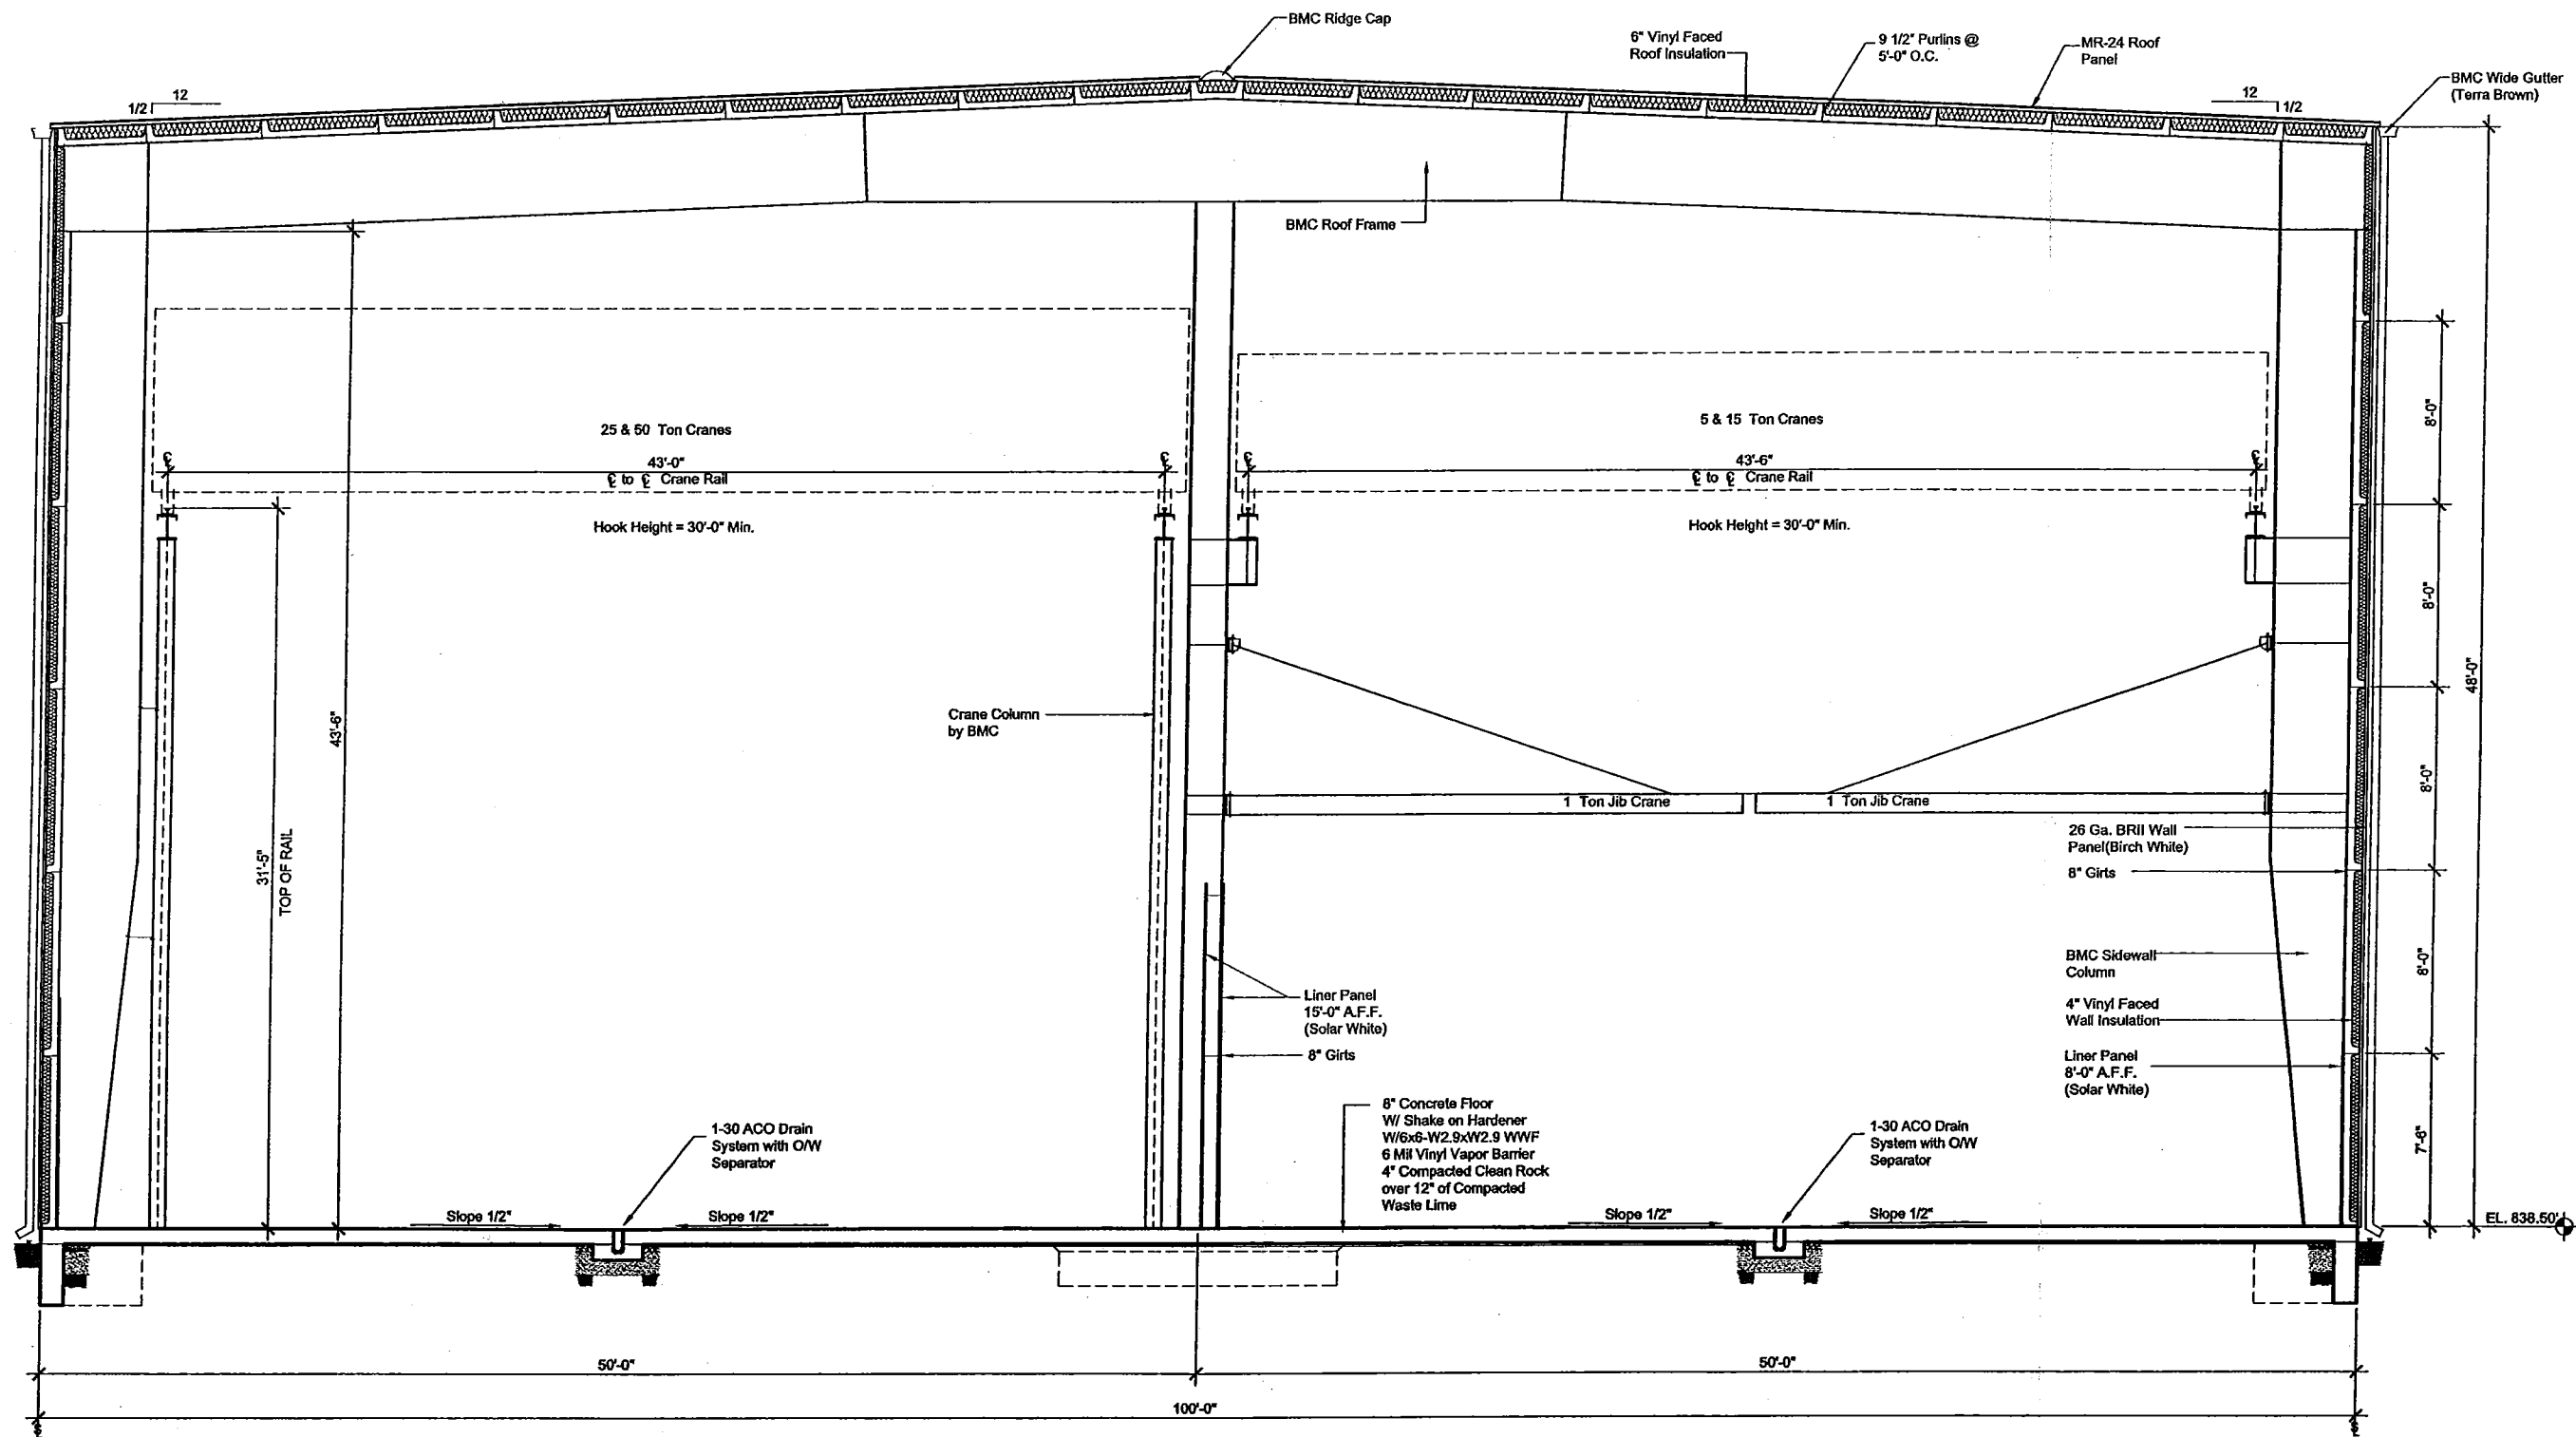 BMC Ridge Cap
6" Vinyl Faced
Roof Insulation
9 1/2" Purlins @
5'-0" O.C.
MR-24 Roof
Panel
BMC Wide Gutter
(Terra Brown)
12
1/2
12
1/2
BMC Roof Frame
25 & 50 Ton Cranes
43'-0"
℄ to ℄ Crane Rail
Hook Height = 30'-0" Min.
5 & 15 Ton Cranes
43'-6"
℄ to ℄ Crane Rail
Hook Height = 30'-0" Min.
8'-0"
8'-0"
8'-0"
8'-0"
7'-6"
48'-0"
43'-6"
31'-5"
TOP OF RAIL
Crane Column
by BMC
1 Ton Jib Crane
1 Ton Jib Crane
26 Ga. BRII Wall
Panel(Birch White)
8" Girts
BMC Sidewall
Column
4" Vinyl Faced
Wall Insulation
Liner Panel
8'-0" A.F.F.
(Solar White)
Liner Panel
15'-0" A.F.F.
(Solar White)
8" Girts
8" Concrete Floor
W/ Shake on Hardener
W/6x6-W2.9xW2.9 WWF
6 Mil Vinyl Vapor Barrier
4" Compacted Clean Rock
over 12" of Compacted
Waste Lime
1-30 ACO Drain
System with O/W
Separator
1-30 ACO Drain
System with O/W
Separator
Slope 1/2"
Slope 1/2"
Slope 1/2"
Slope 1/2"
EL. 838.50'
50'-0"
50'-0"
100'-0"